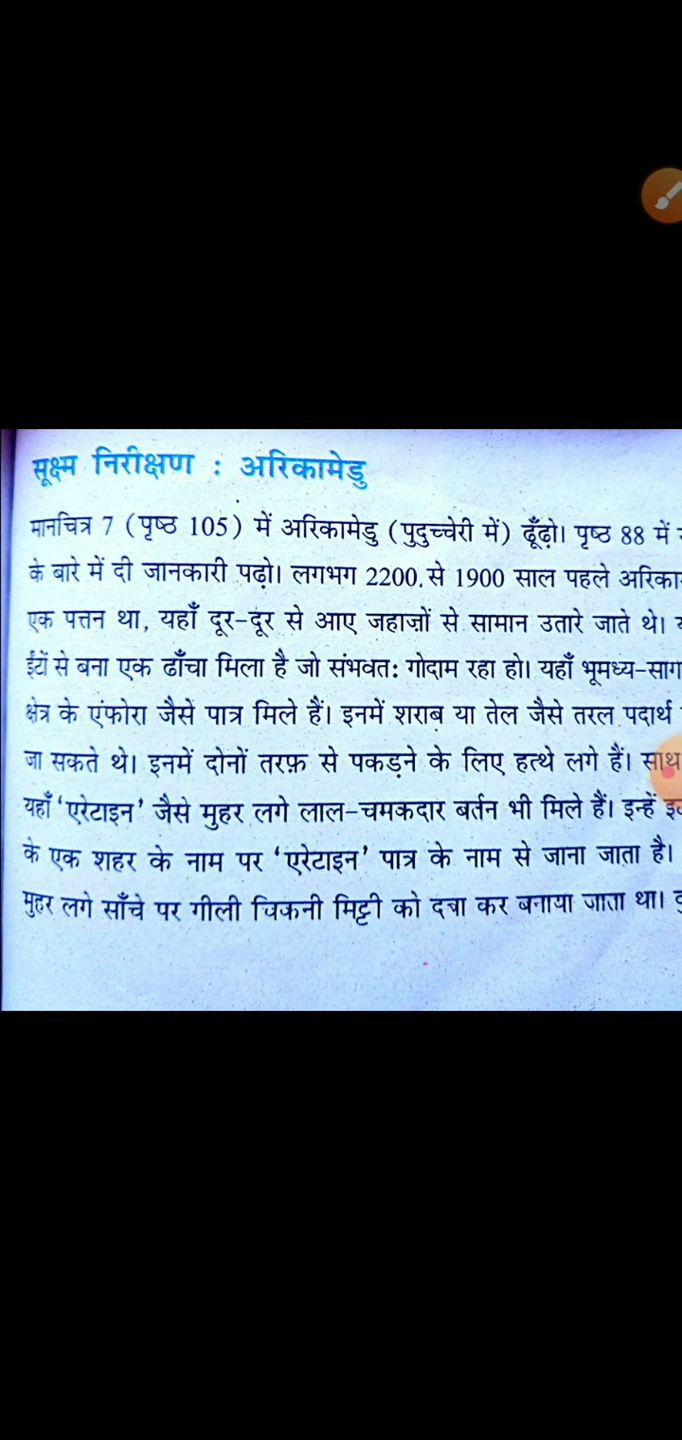 सूक्ष्म निरीक्षण : अरिकामेडु
मानचित्र 7 (पृष्ठ 105) में अरिकामेडु (पुदुच्चेरी में) ढूँढ़ो। पृष्ठ 88 में
के बारे में दी जानकारी पढ़ो। लगभग 2200 से 1900 साल पहले अरिका
एक पत्तन था, यहाँ दूर-दूर से आए जहाज़ों से सामान उतारे जाते थे।
ईंटों से बना एक ढाँचा मिला है जो संभवत: गोदाम रहा हो। यहाँ भूमध्य-साग
क्षेत्र के एंफोरा जैसे पात्र मिले हैं। इनमें शराब या तेल जैसे तरल पदार्थ
जा सकते थे। इनमें दोनों तरफ़ से पकड़ने के लिए हत्थे लगे हैं। साथ
यहाँ ‘एरेटाइन’ जैसे मुहर लगे लाल-चमकदार बर्तन भी मिले हैं। इन्हें
के एक शहर के नाम पर ‘एरेटाइन’ पात्र के नाम से जाना जाता है।
मुहर लगे साँचे पर गीली चिकनी मिट्टी को दबा कर बनाया जाता था।